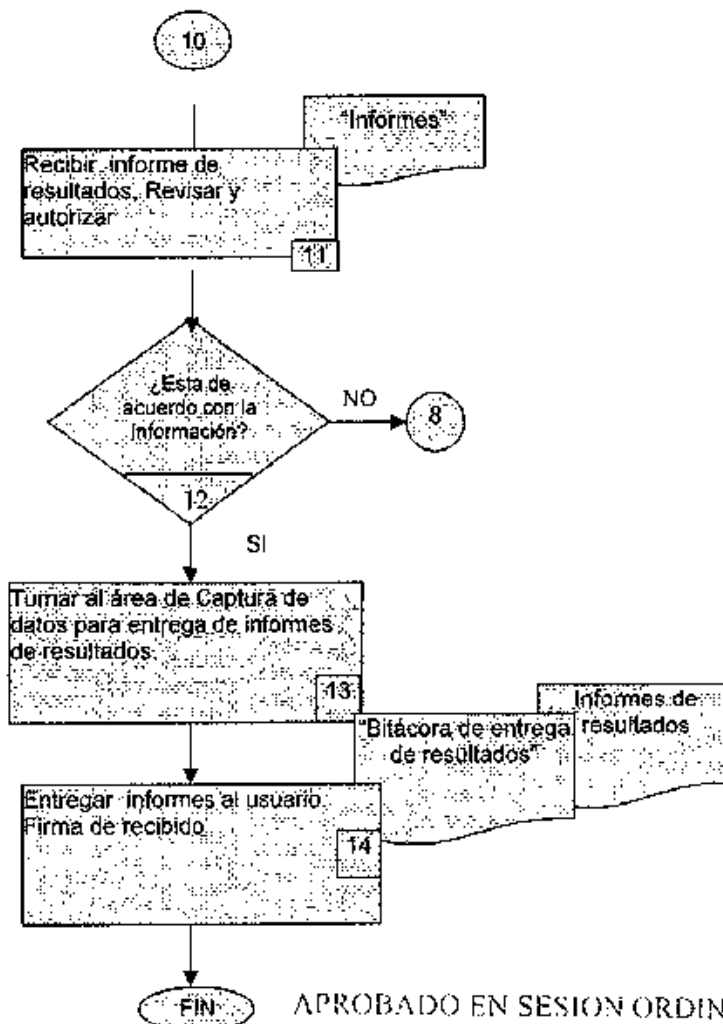 10
"Informes"
Recibir informe de
resultados, Revisar y
autorizar
11
¿Esta de
acuerdo con la
información?
12
NO
8
SI
Turnar al área de Captura de
datos para entrega de informes
de resultados.
13
Informes de
resultados
"Bitácora de entrega
de resultados"
Entregar informes al usuario.
Firma de recibido
14
FIN
APROBADO EN SESION ORDIN